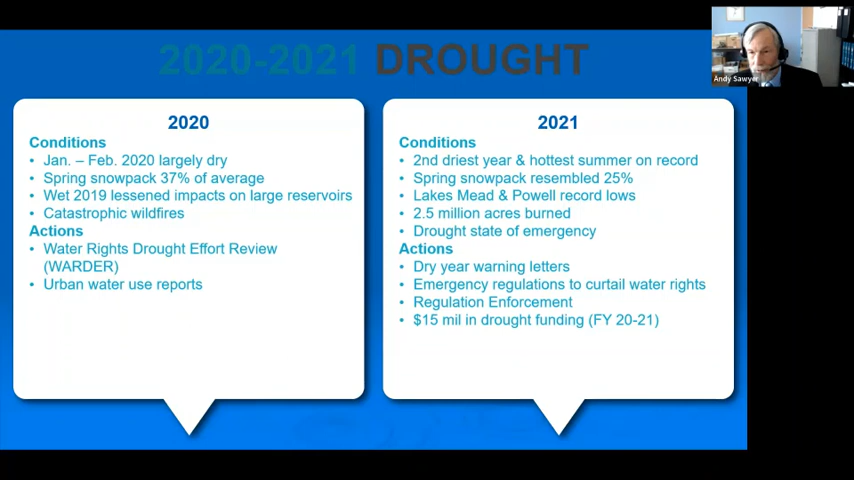 2020-2021 DROUGHT
Andy Sawyer
2020
Conditions
• Jan. – Feb. 2020 largely dry
• Spring snowpack 37% of average
• Wet 2019 lessened impacts on large reservoirs
• Catastrophic wildfires
Actions
• Water Rights Drought Effort Review
(WARDER)
• Urban water use reports
2021
Conditions
• 2nd driest year & hottest summer on record
• Spring snowpack resembled 25%
• Lakes Mead & Powell record lows
• 2.5 million acres burned
• Drought state of emergency
Actions
• Dry year warning letters
• Emergency regulations to curtail water rights
• Regulation Enforcement
• $15 mil in drought funding (FY 20-21)